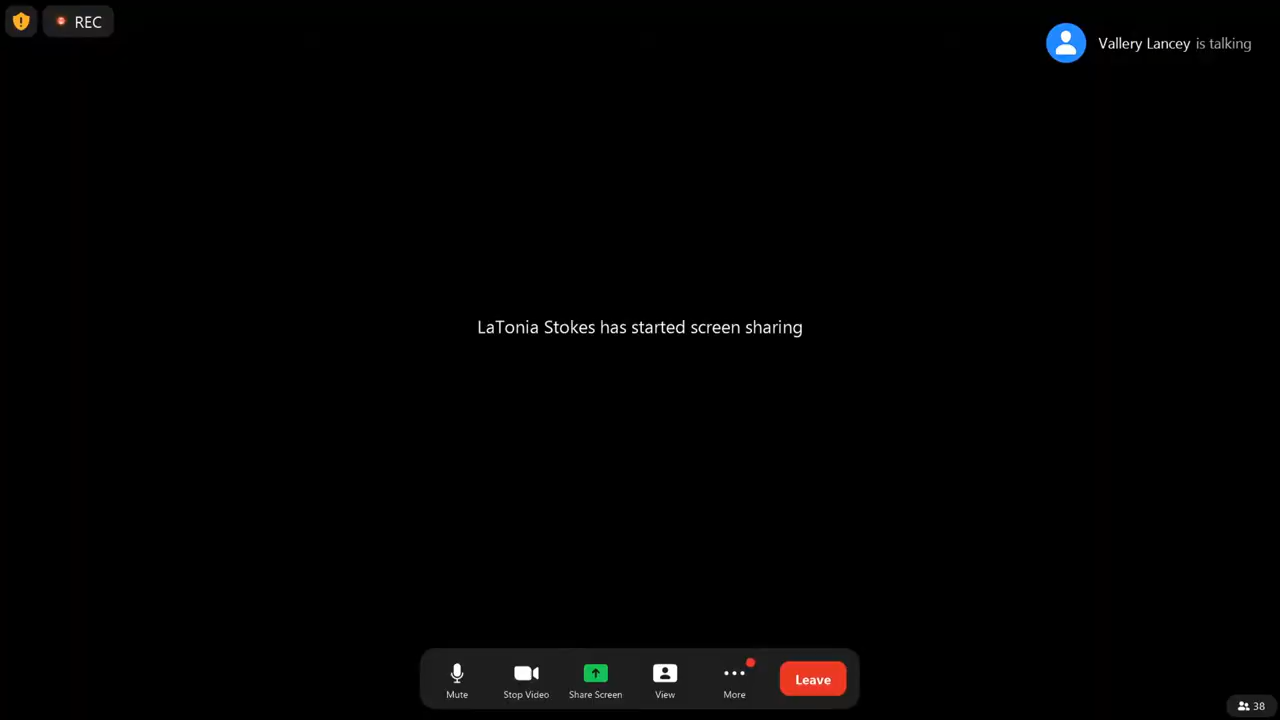 REC
Vallery Lancey is talking
LaTonia Stokes has started screen sharing
Mute
Stop Video
Share Screen
View
More
Leave
38